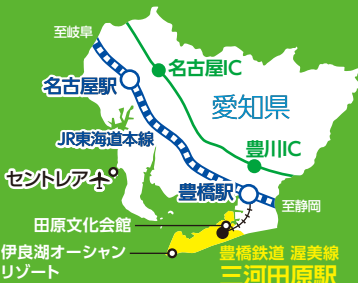 至岐阜
名古屋IC
名古屋駅
愛知県
JR東海道本線
豊川IC
セントレア
豊橋駅
至静岡
田原文化会館
伊良湖オーシャン
リゾート
豊橋鉄道 渥美線
三河田原駅